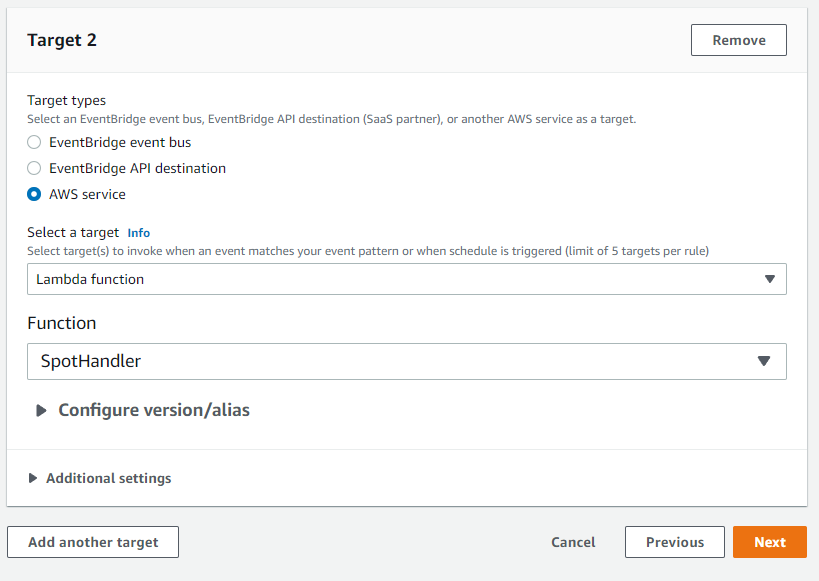 Target 2
Remove
Target types
Select an EventBridge event bus, EventBridge API destination (SaaS partner), or another AWS service as a target.
EventBridge event bus
EventBridge API destination
AWS service
Select a target Info
Select target(s) to invoke when an event matches your event pattern or when schedule is triggered (limit of 5 targets per rule)
Lambda function
Function
SpotHandler
Configure version/alias
Additional settings
Add another target
Cancel
Previous
Next